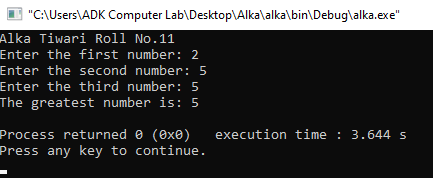 "C:\Users\ADK Computer Lab\Desktop\Alka\alka\bin\Debug\alka.exe"
Alka Tiwari Roll No.11
Enter the first number: 2
Enter the second number: 5
Enter the third number: 5
The greatest number is: 5
Process returned 0 (0x0)   execution time : 3.644 s
Press any key to continue.